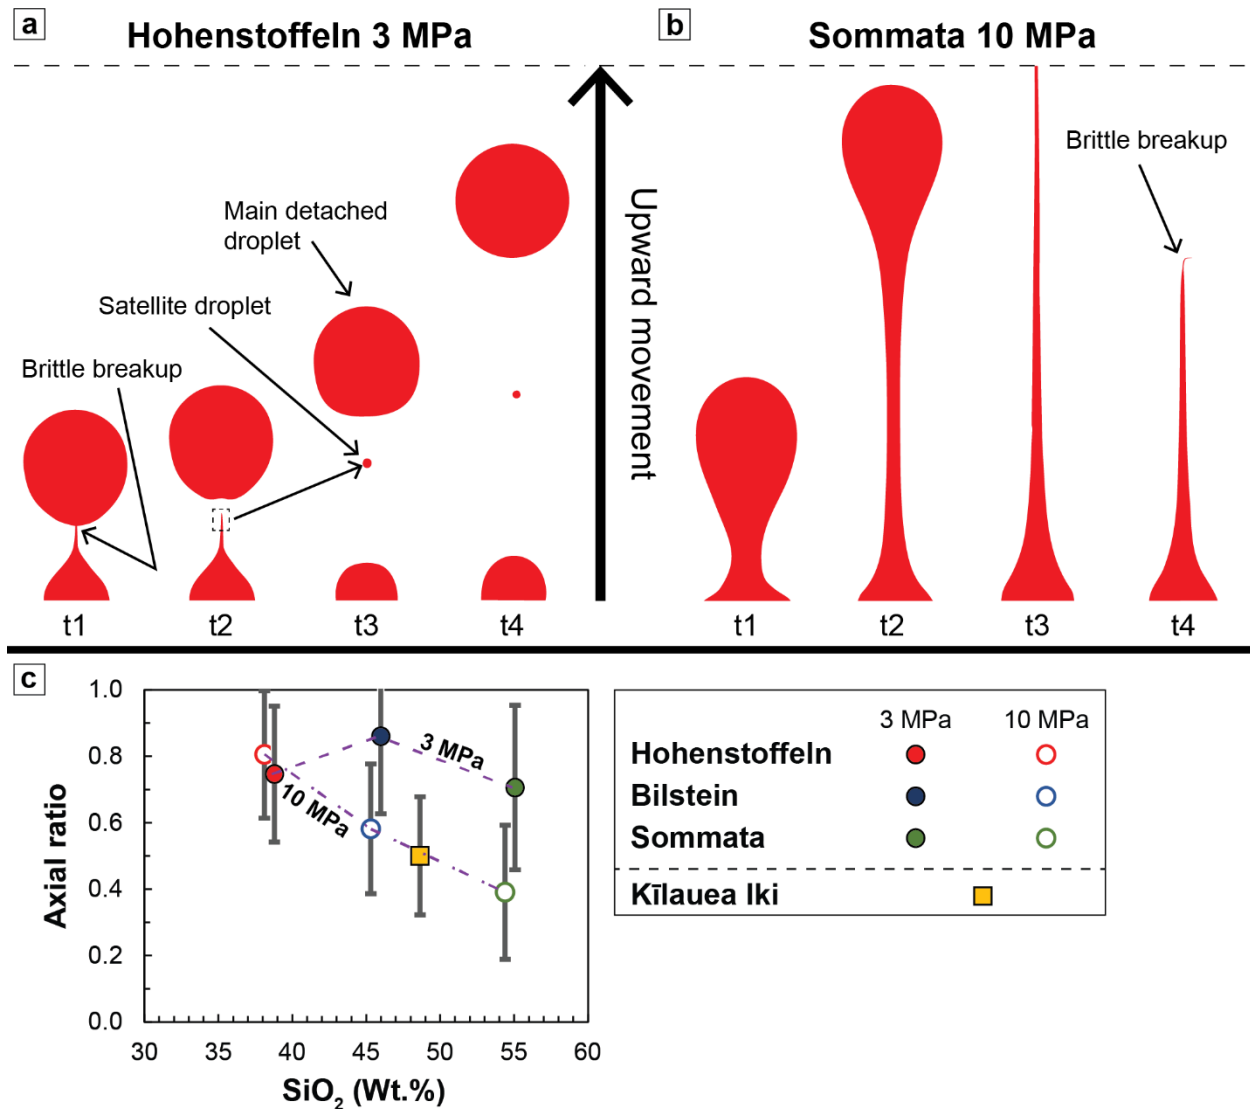 a
Hohenstoffeln 3 MPa
Main detached
droplet
Satellite droplet
Brittle breakup
t1
t2
t3
t4
Upward movement
b
Sommata 10 MPa
Brittle breakup
t1
t2
t3
t4
c
1.0
0.8
0.6
0.4
0.2
0.0
Axial ratio
3 MPa
10 MPa
30
35
40
45
50
55
60
SiO₂ (Wt.%)
3 MPa
10 MPa
Hohenstoffeln
Bilstein
Sommata
Kīlauea Iki